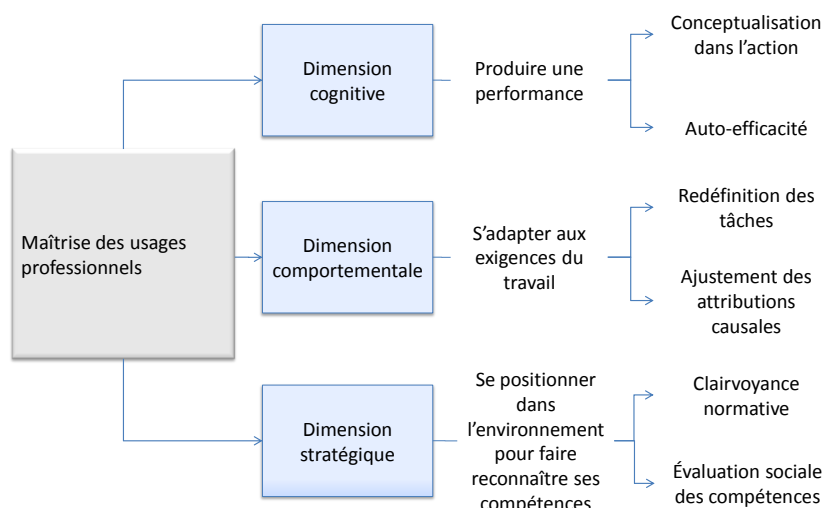 Maîtrise des usages
professionnels
Dimension
cognitive
Produire une
performance
Conceptualisation
dans l'action
Auto-efficacité
Dimension
comportementale
S'adapter aux
exigences du
travail
Redéfinition des
tâches
Ajustement des
attributions
causales
Dimension
stratégique
Se positionner
dans
l'environnement
pour faire
reconnaître ses
compétences
Clairvoyance
normative
Évaluation sociale
des compétences